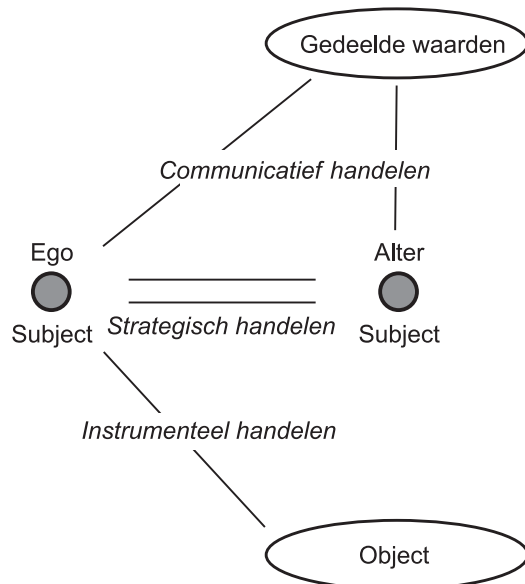 Gedeelde waarden
Communicatief handelen
Ego
Alter
Subject
Strategisch handelen
Subject
Instrumenteel handelen
Object